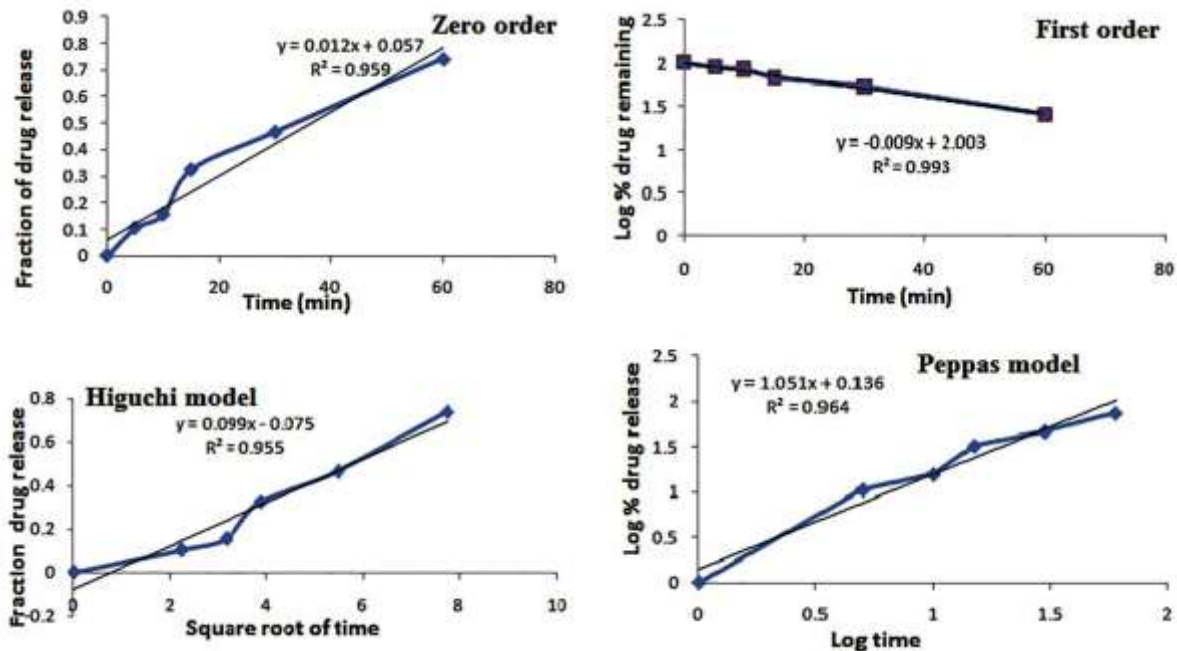 Zero order
y = 0.012x + 0.057
R² = 0.959
Fraction of drug release
0.9
0.8
0.7
0.6
0.5
0.4
0.3
0.2
0.1
0
0 20 40 60 80
Time (min)
First order
y = -0.009x + 2.003
R² = 0.993
Log % drug remaining
2.5
2
1.5
1
0.5
0
0 20 40 60 80
Time (min)
Higuchi model
y = 0.099x - 0.075
R² = 0.955
Fraction drug release
0.8
0.6
0.4
0.2
0
-0.2
0 2 4 6 8 10
Square root of time
Peppas model
y = 1.051x + 0.136
R² = 0.964
Log % drug release
2.5
2
1.5
1
0.5
0
0 0.5 1 1.5 2
Log time